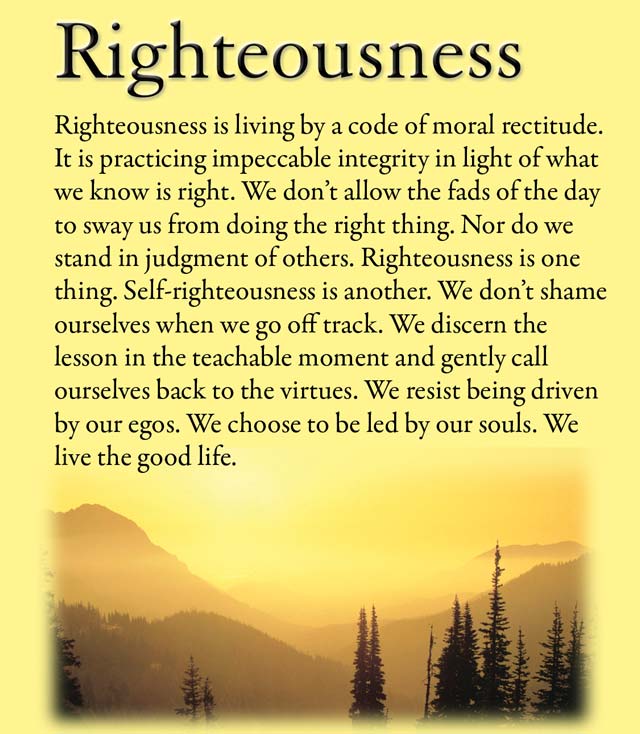 Righteousness
Righteousness is living by a code of moral rectitude.
It is practicing impeccable integrity in light of what
we know is right. We don’t allow the fads of the day
to sway us from doing the right thing. Nor do we
stand in judgment of others. Righteousness is one
thing. Self-righteousness is another. We don’t shame
ourselves when we go off track. We discern the
lesson in the teachable moment and gently call
ourselves back to the virtues. We resist being driven
by our egos. We choose to be led by our souls. We
live the good life.